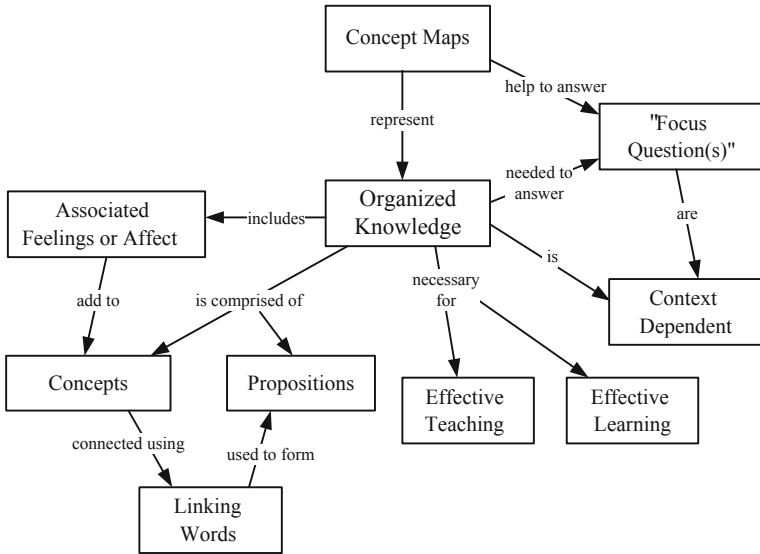 Concept Maps
help to answer
represent
"Focus
Question(s)"
needed to
answer
Organized
Knowledge
Associated
Feelings or Affect
includes
are
is
add to
is comprised of
necessary
for
Context
Dependent
Concepts
Propositions
Effective
Teaching
Effective
Learning
connected using
used to form
Linking
Words